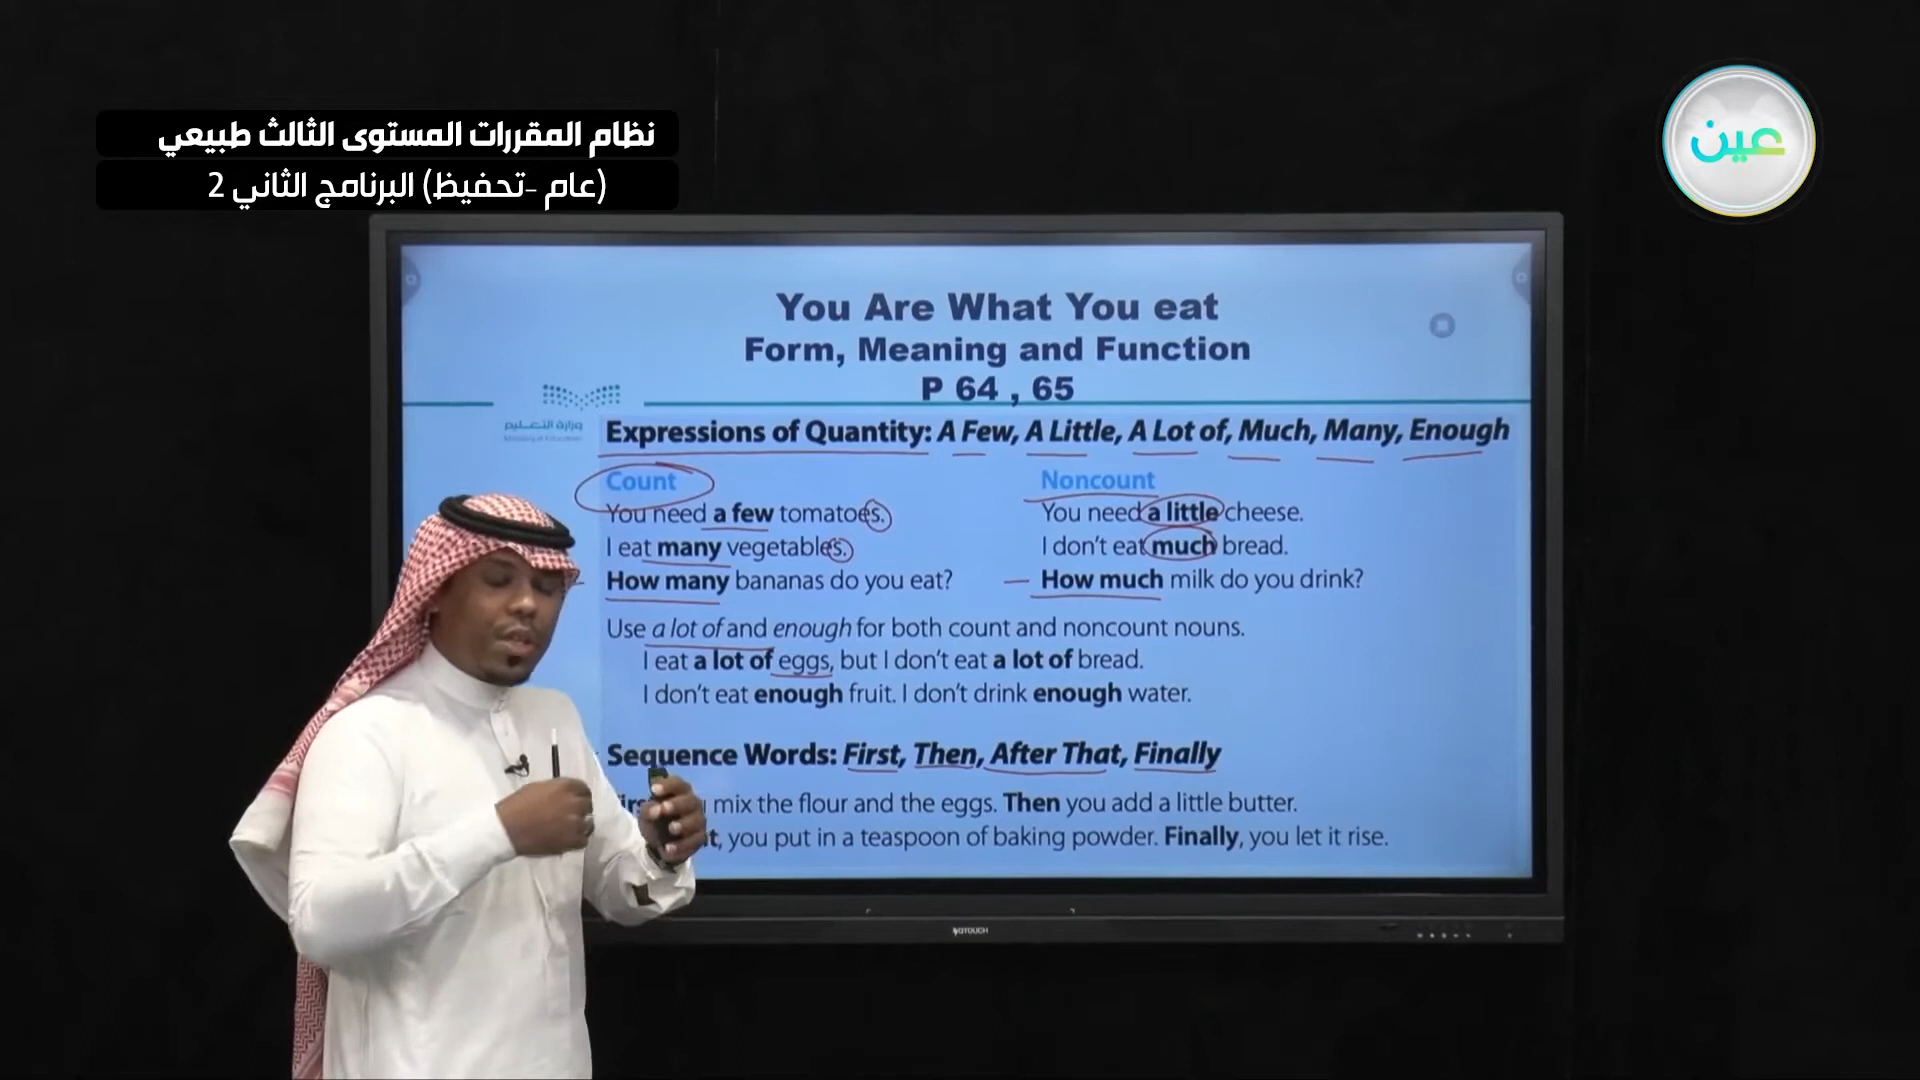 نظام المقررات المستوى الثالث طبيعي
(عام -تحفيظ) البرنامج الثاني 2
عين
You Are What You eat
Form, Meaning and Function
P 64 , 65
وزارة التعليم
Ministry of Education
Expressions of Quantity: A Few, A Little, A Lot of, Much, Many, Enough
Count
You need a few tomatoes.
I eat many vegetables.
How many bananas do you eat?
Noncount
You need a little cheese.
I don't eat much bread.
How much milk do you drink?
Use a lot of and enough for both count and noncount nouns.
I eat a lot of eggs, but I don't eat a lot of bread.
I don't eat enough fruit. I don't drink enough water.
Sequence Words: First, Then, After That, Finally
mix the flour and the eggs. Then you add a little butter.
you put in a teaspoon of baking powder. Finally, you let it rise.